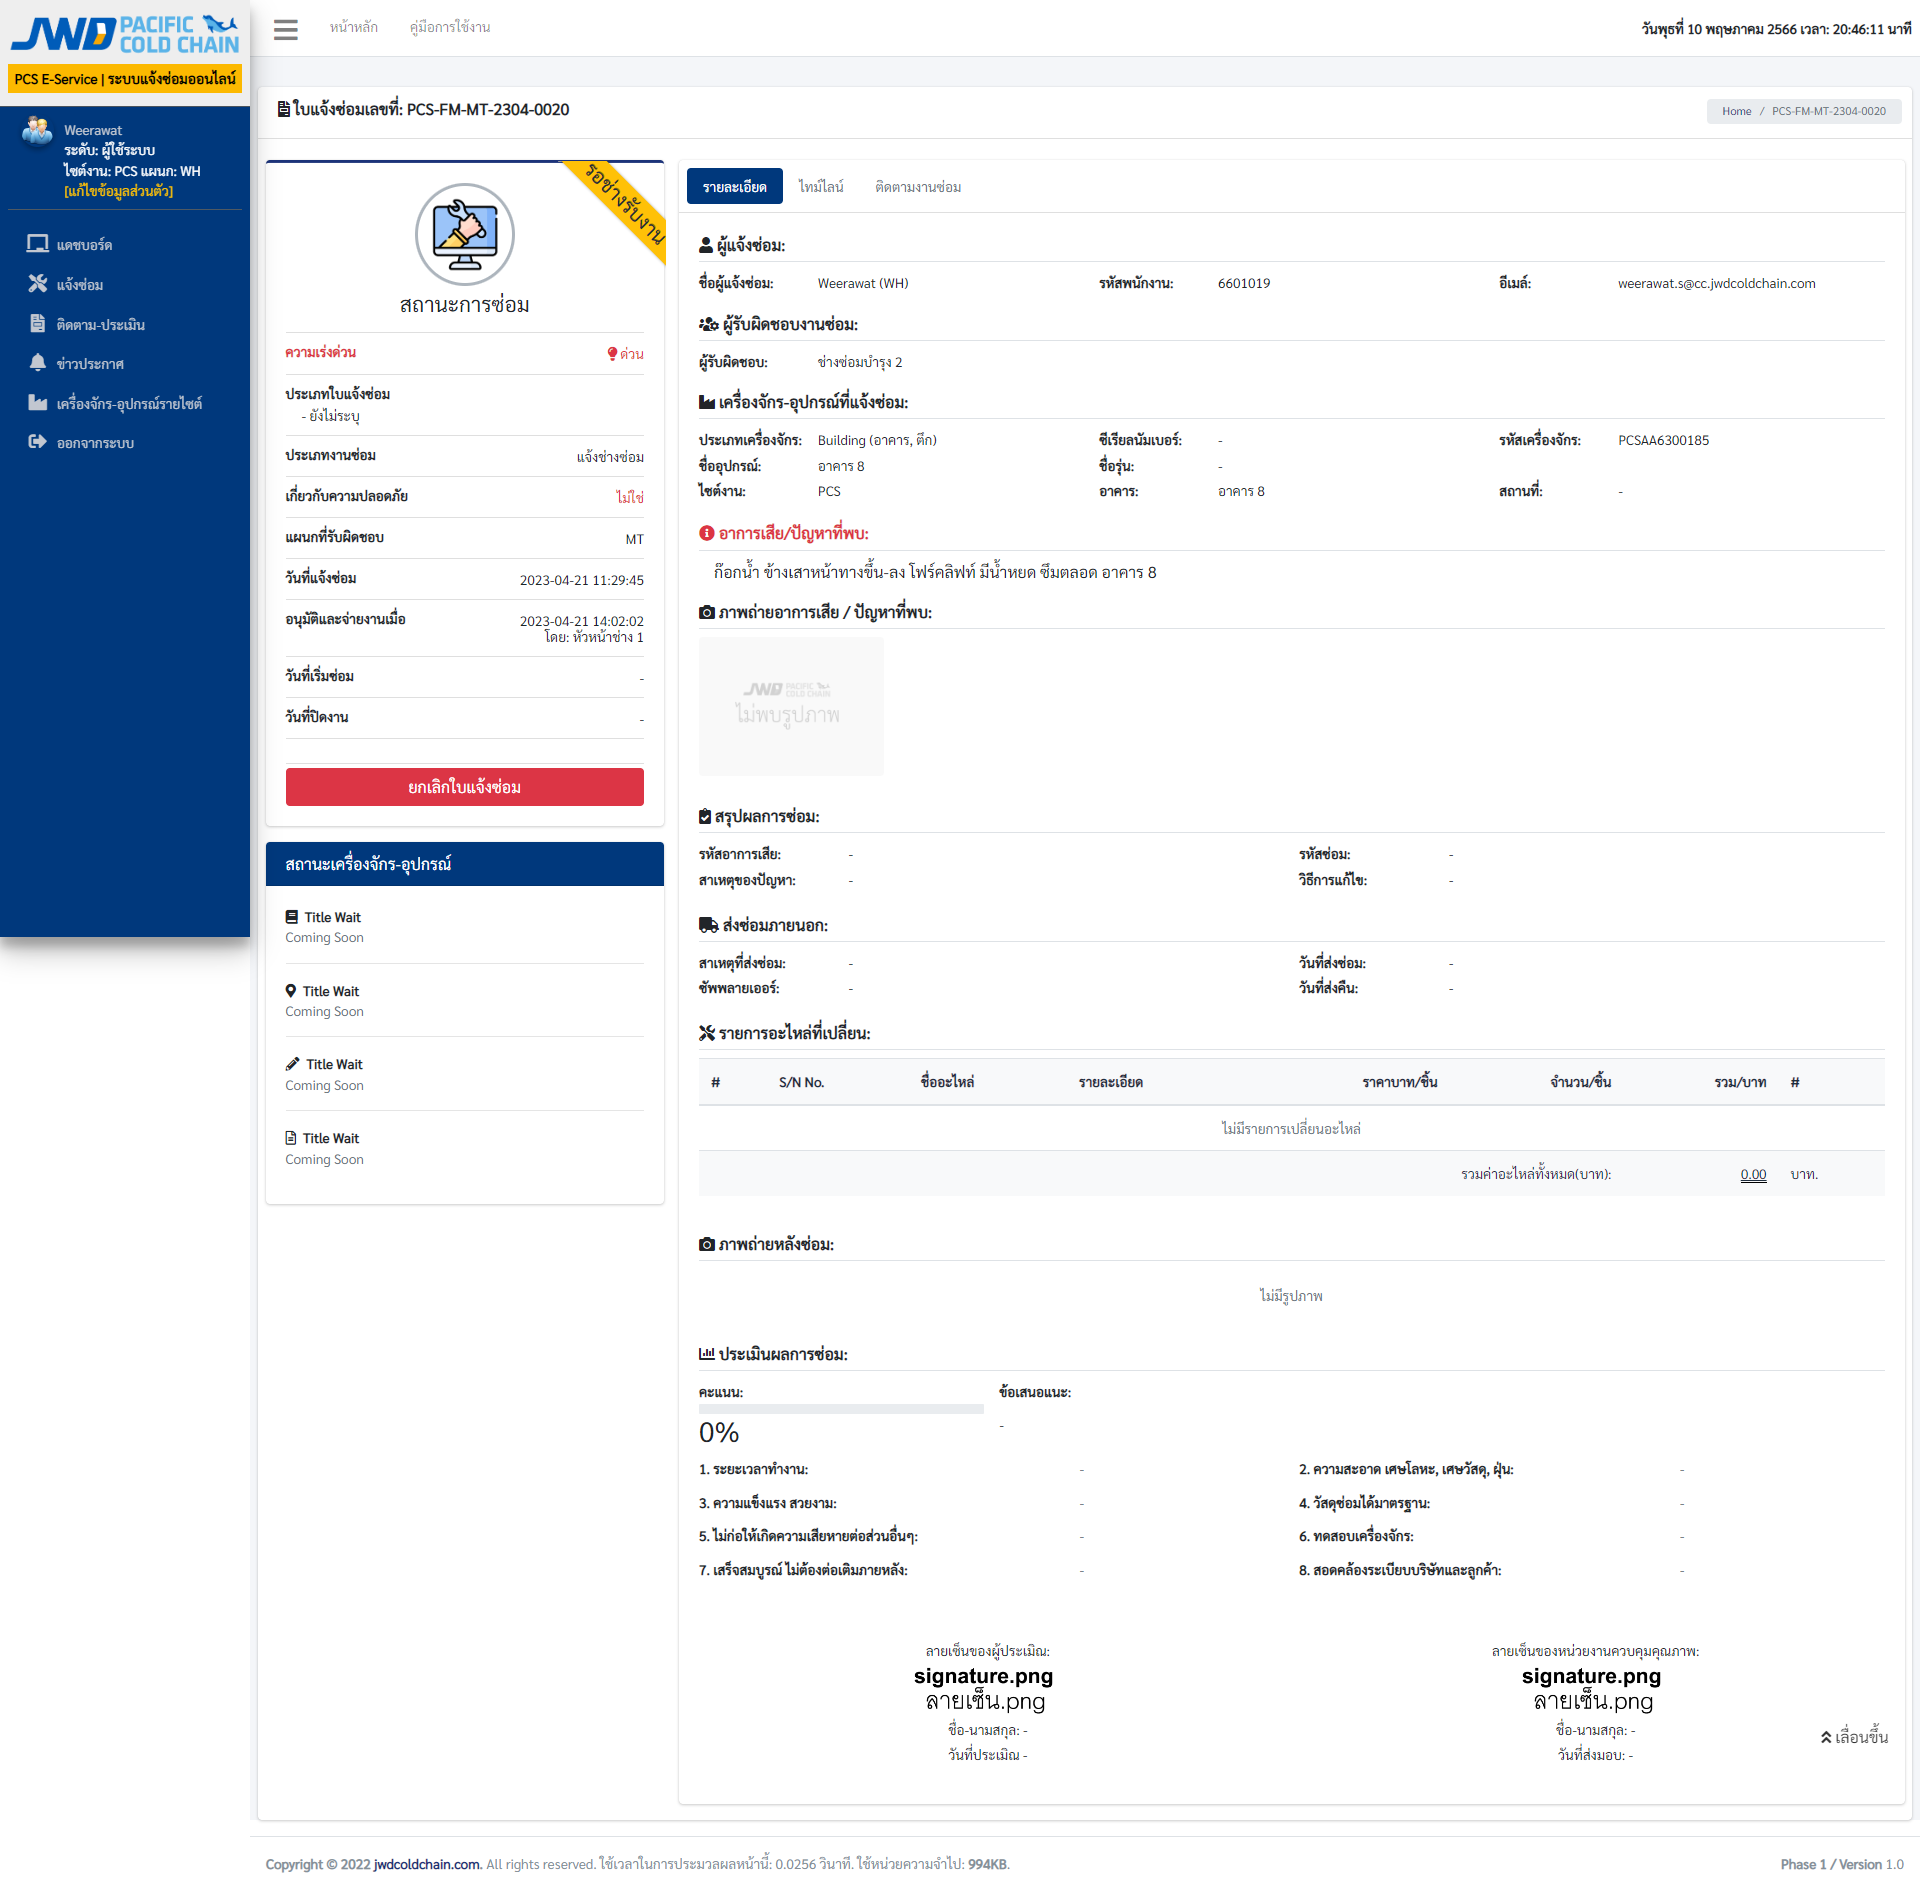 JWD PACIFIC COLD CHAIN
PCS E-Service | ระบบแจ้งซ่อมออนไลน์
Weerawat
ระดับ: ผู้ใช้ระบบ
ไซต์งาน: PCS แผนก: WH
[แก้ไขข้อมูลส่วนตัว]
แดชบอร์ด
แจ้งซ่อม
ติดตาม-ประเมิน
ข่าวประกาศ
เครื่องจักร-อุปกรณ์รายไซต์
ออกจากระบบ
หน้าหลัก คู่มือการใช้งาน
วันพุธที่ 10 พฤษภาคม 2566 เวลา: 20:46:11 นาที
ใบแจ้งซ่อมเลขที่: PCS-FM-MT-2304-0020
Home / PCS-FM-MT-2304-0020
รอช่างรับงาน
สถานะการซ่อม
ความเร่งด่วน ด่วน
ประเภทใบแจ้งซ่อม
- ยังไม่ระบุ
ประเภทงานซ่อม แจ้งช่างซ่อม
เกี่ยวกับความปลอดภัย ไม่ใช่
แผนกที่รับผิดชอบ MT
วันที่แจ้งซ่อม 2023-04-21 11:29:45
อนุมัติและจ่ายงานเมื่อ 2023-04-21 14:02:02
โดย: หัวหน้าช่าง 1
วันที่เริ่มซ่อม -
วันที่ปิดงาน -
ยกเลิกใบแจ้งซ่อม
สถานะเครื่องจักร-อุปกรณ์
Title Wait
Coming Soon
Title Wait
Coming Soon
Title Wait
Coming Soon
Title Wait
Coming Soon
รายละเอียด ไทม์ไลน์ ติดตามงานซ่อม
ผู้แจ้งซ่อม:
ชื่อผู้แจ้งซ่อม: Weerawat (WH) รหัสพนักงาน: 6601019 อีเมล์: weerawat.s@cc.jwdcoldchain.com
ผู้รับผิดชอบงานซ่อม:
ผู้รับผิดชอบ: ช่างซ่อมบำรุง 2
เครื่องจักร-อุปกรณ์ที่แจ้งซ่อม:
ประเภทเครื่องจักร: Building (อาคาร, ตึก) ซีเรียลนัมเบอร์: - รหัสเครื่องจักร: PCSAA6300185
ชื่ออุปกรณ์: อาคาร 8 ชื่อรุ่น: -
ไซต์งาน: PCS อาคาร: อาคาร 8 สถานที่: -
อาการเสีย/ปัญหาที่พบ:
ก๊อกน้ำ ข้างเสาหน้าทางขึ้น-ลง โฟร์คลิฟท์ มีน้ำหยด ซึมตลอด อาคาร 8
ภาพถ่ายอาการเสีย / ปัญหาที่พบ:
JWD PACIFIC COLD CHAIN
ไม่พบรูปภาพ
สรุปผลการซ่อม:
รหัสอาการเสีย: - รหัสซ่อม: -
สาเหตุของปัญหา: - วิธีการแก้ไข: -
ส่งซ่อมภายนอก:
สาเหตุที่ส่งซ่อม: - วันที่ส่งซ่อม: -
ซัพพลายเออร์: - วันที่ส่งคืน: -
รายการอะไหล่ที่เปลี่ยน:
# S/N No. ชื่ออะไหล่ รายละเอียด ราคาบาท/ชิ้น จำนวน/ชิ้น รวม/บาท #
ไม่มีรายการเปลี่ยนอะไหล่
รวมค่าอะไหล่ทั้งหมด(บาท): 0.00 บาท.
ภาพถ่ายหลังซ่อม:
ไม่มีรูปภาพ
ประเมินผลการซ่อม:
คะแนน: ข้อเสนอแนะ:
0% -
1. ระยะเวลาทำงาน: - 2. ความสะอาด เศษโลหะ, เศษวัสดุ, ฝุ่น: -
3. ความแข็งแรง สวยงาม: - 4. วัสดุซ่อมได้มาตรฐาน: -
5. ไม่ก่อให้เกิดความเสียหายต่อส่วนอื่นๆ: - 6. ทดสอบเครื่องจักร: -
7. เสร็จสมบูรณ์ ไม่ต้องต่อเติมภายหลัง: - 8. สอดคล้องระเบียบบริษัทและลูกค้า: -
ลายเซ็นของผู้ประเมิณ: ลายเซ็นของหน่วยงานควบคุมคุณภาพ:
signature.png signature.png
ลายเซ็น.png ลายเซ็น.png
ชื่อ-นามสกุล: - ชื่อ-นามสกุล: -
วันที่ประเมิณ - วันที่ส่งมอบ: -
เลื่อนขึ้น
Copyright © 2022 jwdcoldchain.com. All rights reserved. ใช้เวลาในการประมวลผลหน้านี้: 0.0256 วินาที. ใช้หน่วยความจำไป: 994KB.
Phase 1 / Version 1.0